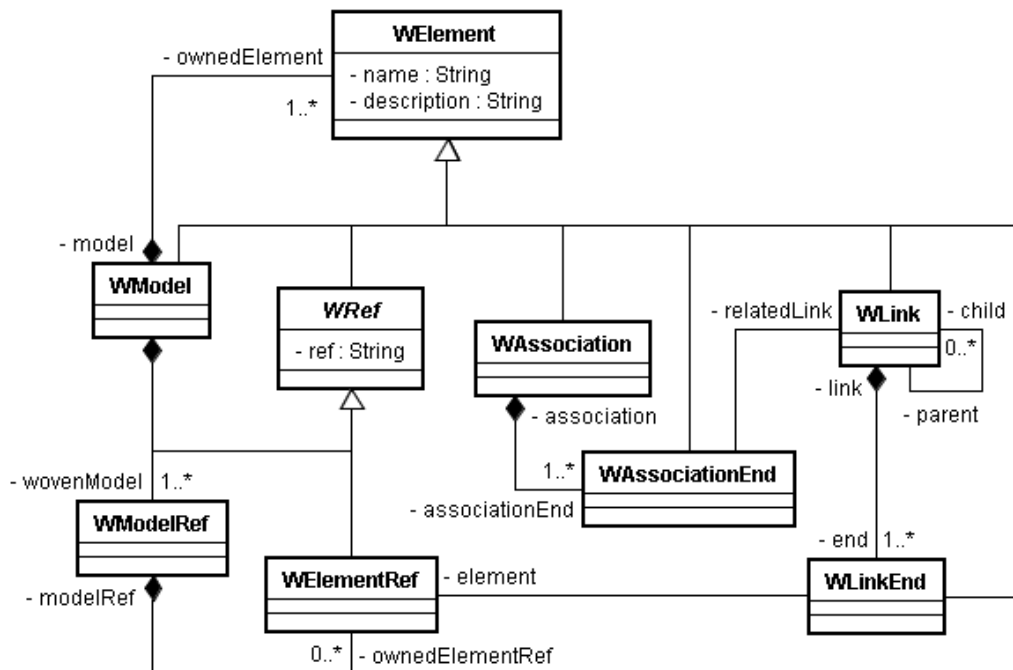 WElement
- ownedElement
- name : String
1..*
- description : String
- model
WModel
WRef
- ref : String
WAssociation
- relatedLink
WLink
- child
0..*
- association
- link
- parent
1..*
WAssociationEnd
- wovenModel
1..*
- associationEnd
WModelRef
- end
1..*
WElementRef
- element
WLinkEnd
- modelRef
0..*
- ownedElementRef